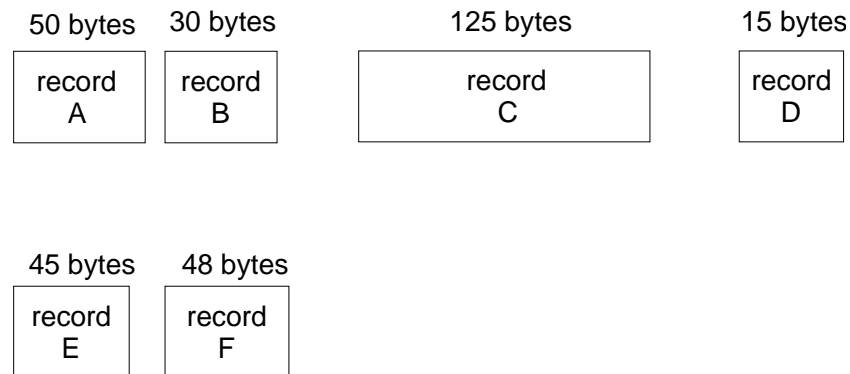 50 bytes 30 bytes 125 bytes 15 bytes
record record record record
A B C D
45 bytes 48 bytes
record record
E F